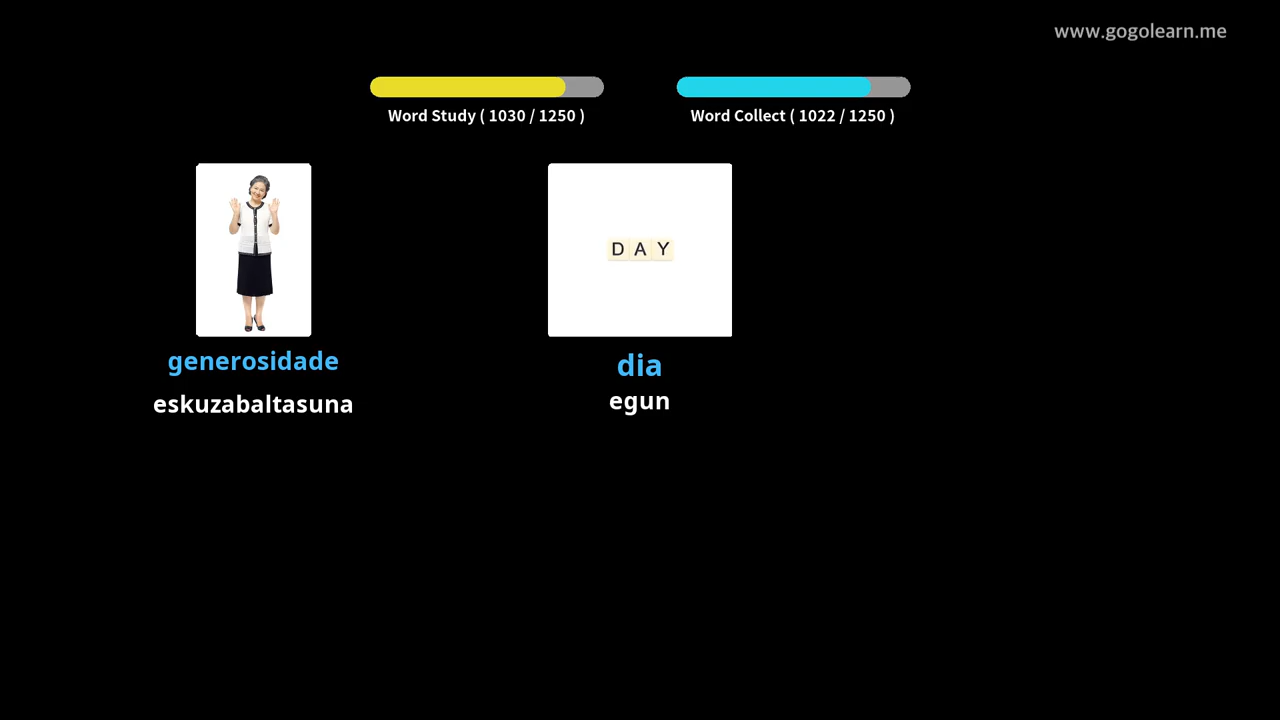 www.gogolearn.me
Word Study ( 1030 / 1250 )
Word Collect ( 1022 / 1250 )
DAY
generosidade
eskuzabaltasuna
dia
egun